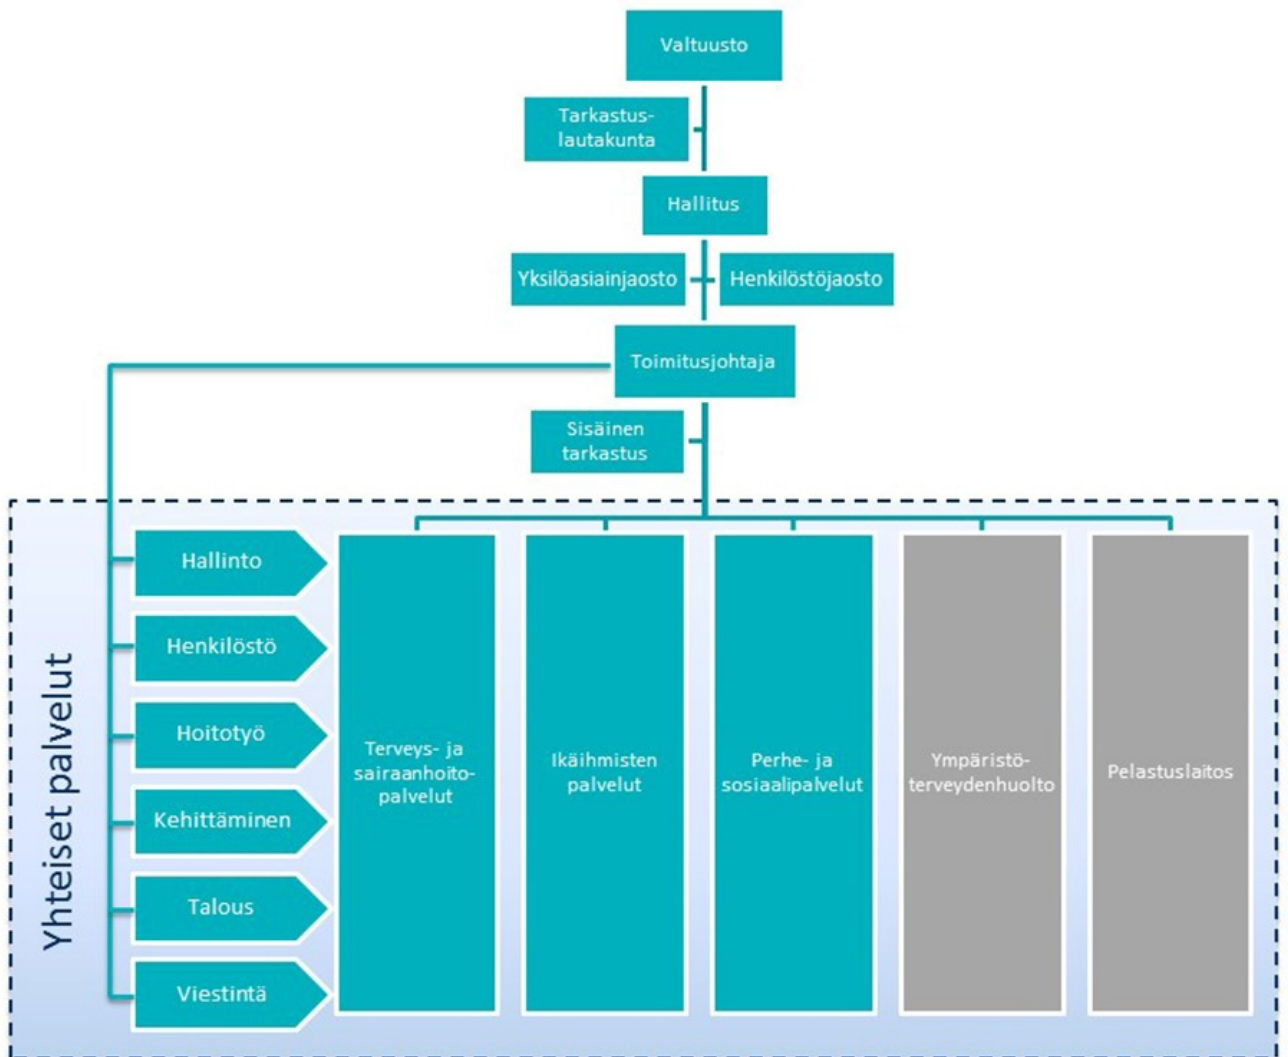 Valtuusto
Tarkastus-
lautakunta
Hallitus
Yksilöasiainjaosto
Henkilöstöjaosto
Toimitusjohtaja
Sisäinen
tarkastus
Yhteiset palvelut
Hallinto
Henkilöstö
Hoitotyö
Kehittäminen
Talous
Viestintä
Terveys- ja
sairaanhoito-
palvelut
Ikäihmisten
palvelut
Perhe- ja
sosiaalipalvelut
Ympäristö-
terveydenhuolto
Pelastuslaitos